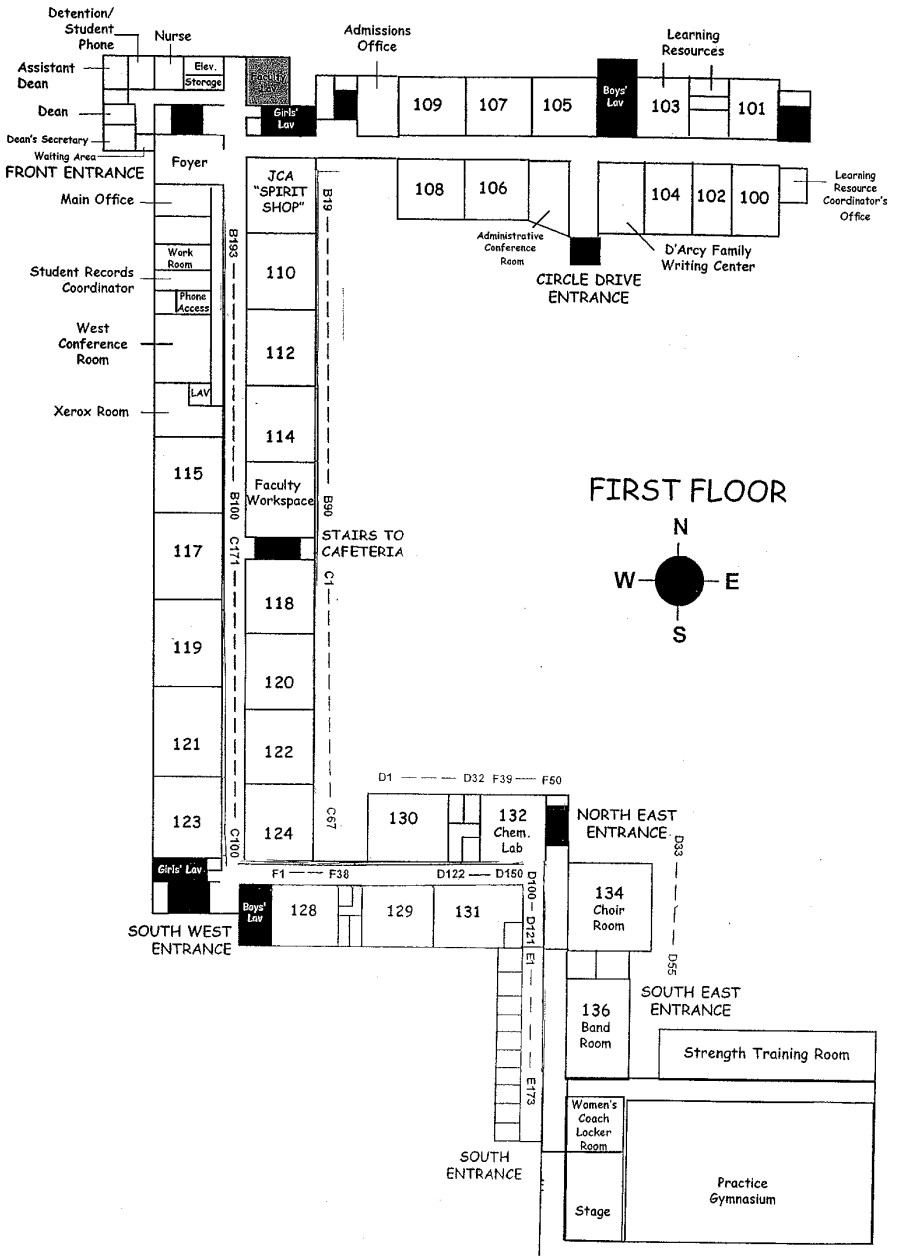 Detention/
Student
Phone
Nurse
Assistant
Dean
Elev.
Storage
Faculty
Lav
Dean
Girls'
Lav
Dean's Secretary
Waiting Area
FRONT ENTRANCE
Foyer
Admissions
Office
Learning
Resources
109
107
105
Boys'
Lav
103
101
108
106
Administrative
Conference
Room
104
102
100
Learning
Resource
Coordinator's
Office
D'Arcy Family
Writing Center
CIRCLE DRIVE
ENTRANCE
JCA
"SPIRIT
SHOP"
B19
Main Office
B193
Work
Room
Student Records
Coordinator
Phone
Access
West
Conference
Room
LAV
Xerox Room
110
112
114
Faculty
Workspace
B100
B90
115
117
C171
STAIRS TO
CAFETERIA
C1
118
119
120
121
122
123
124
C100
C67
FIRST FLOOR
N
W
E
S
D1
D32
F39
F50
130
132
Chem.
Lab
NORTH EAST
ENTRANCE
D33
Girls' Lav
F1
F38
D122
D150
D100
D121
Boys'
Lav
128
129
131
134
Choir
Room
SOUTH WEST
ENTRANCE
D55
E1
SOUTH EAST
ENTRANCE
136
Band
Room
Strength Training Room
E173
Women's
Coach
Locker
Room
SOUTH
ENTRANCE
Stage
Practice
Gymnasium